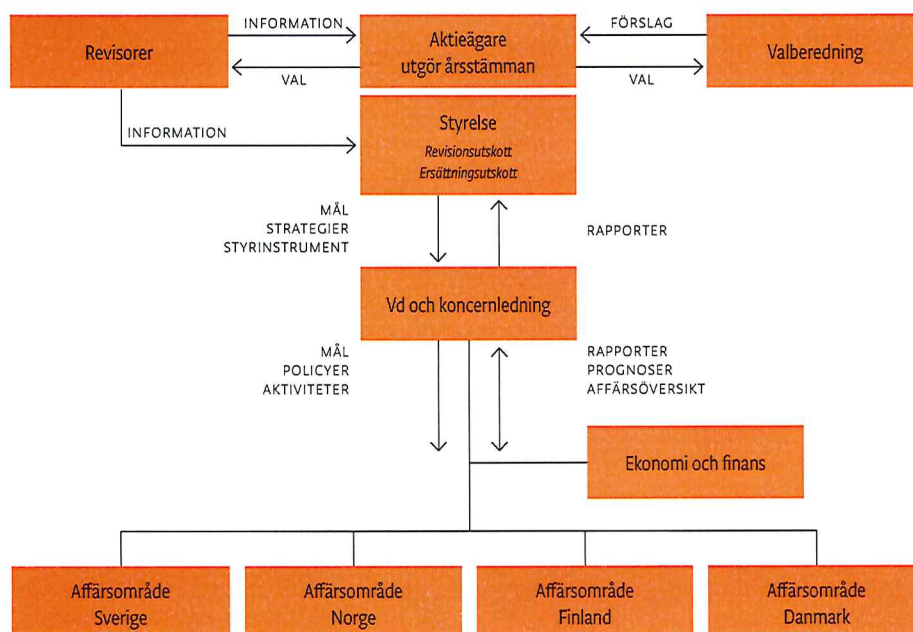 INFORMATION
FÖRSLAG
Revisorer
Aktieägare
utgör årsstämman
Valberedning
VAL
VAL
INFORMATION
Styrelse
Revisionsutskott
Ersättningsutskott
MÅL
STRATEGIER
STYRINSTRUMENT
RAPPORTER
Vd och koncernledning
MÅL
POLICYER
AKTIVITETER
RAPPORTER
PROGNOSER
AFFÄRSÖVERSIKT
Ekonomi och finans
Affärsområde
Sverige
Affärsområde
Norge
Affärsområde
Finland
Affärsområde
Danmark